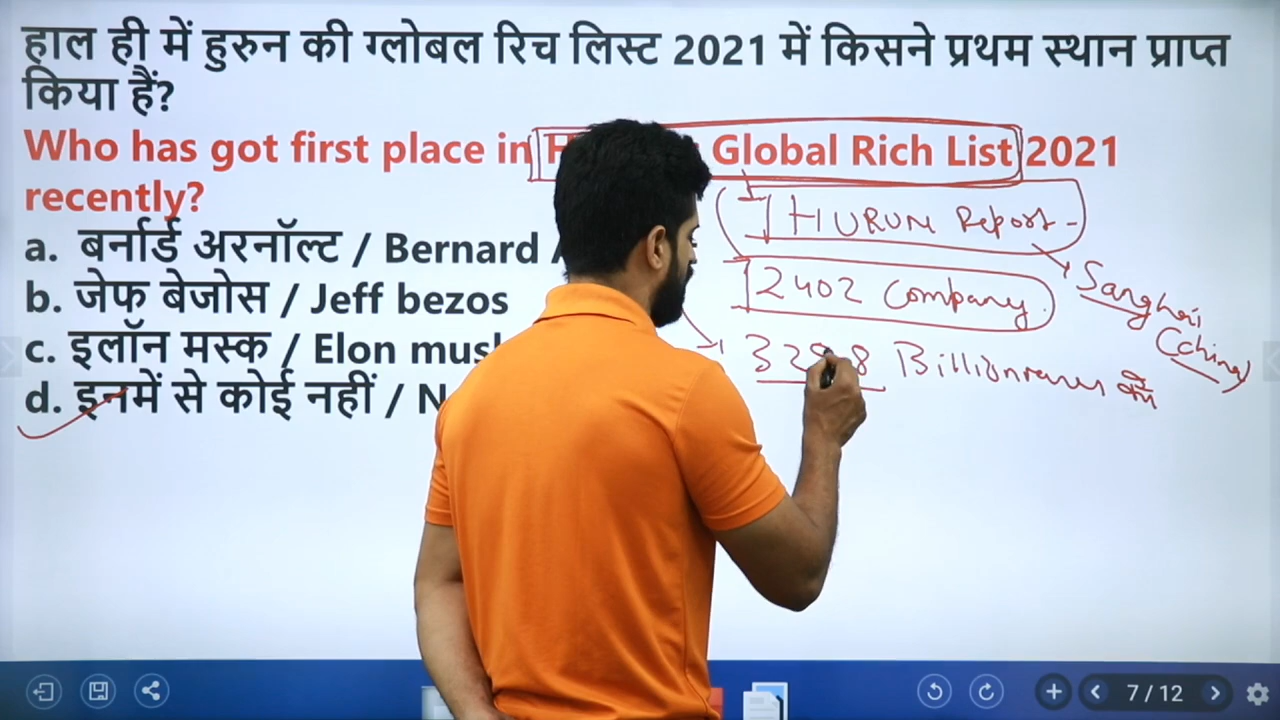 हाल ही में हुरुन की ग्लोबल रिच लिस्ट 2021 में किसने प्रथम स्थान प्राप्त
किया हैं?
Who has got first place in Global Rich List 2021
recently?
a. बर्नार्ड अरनॉल्ट / Bernard
b. जेफ बेजोस / Jeff bezos
c. इलॉन मस्क / Elon musk
d. इनमें से कोई नहीं / N
HURUN Report -
2402 Company
Sanghai
(China)
Billionaires के
7 / 12